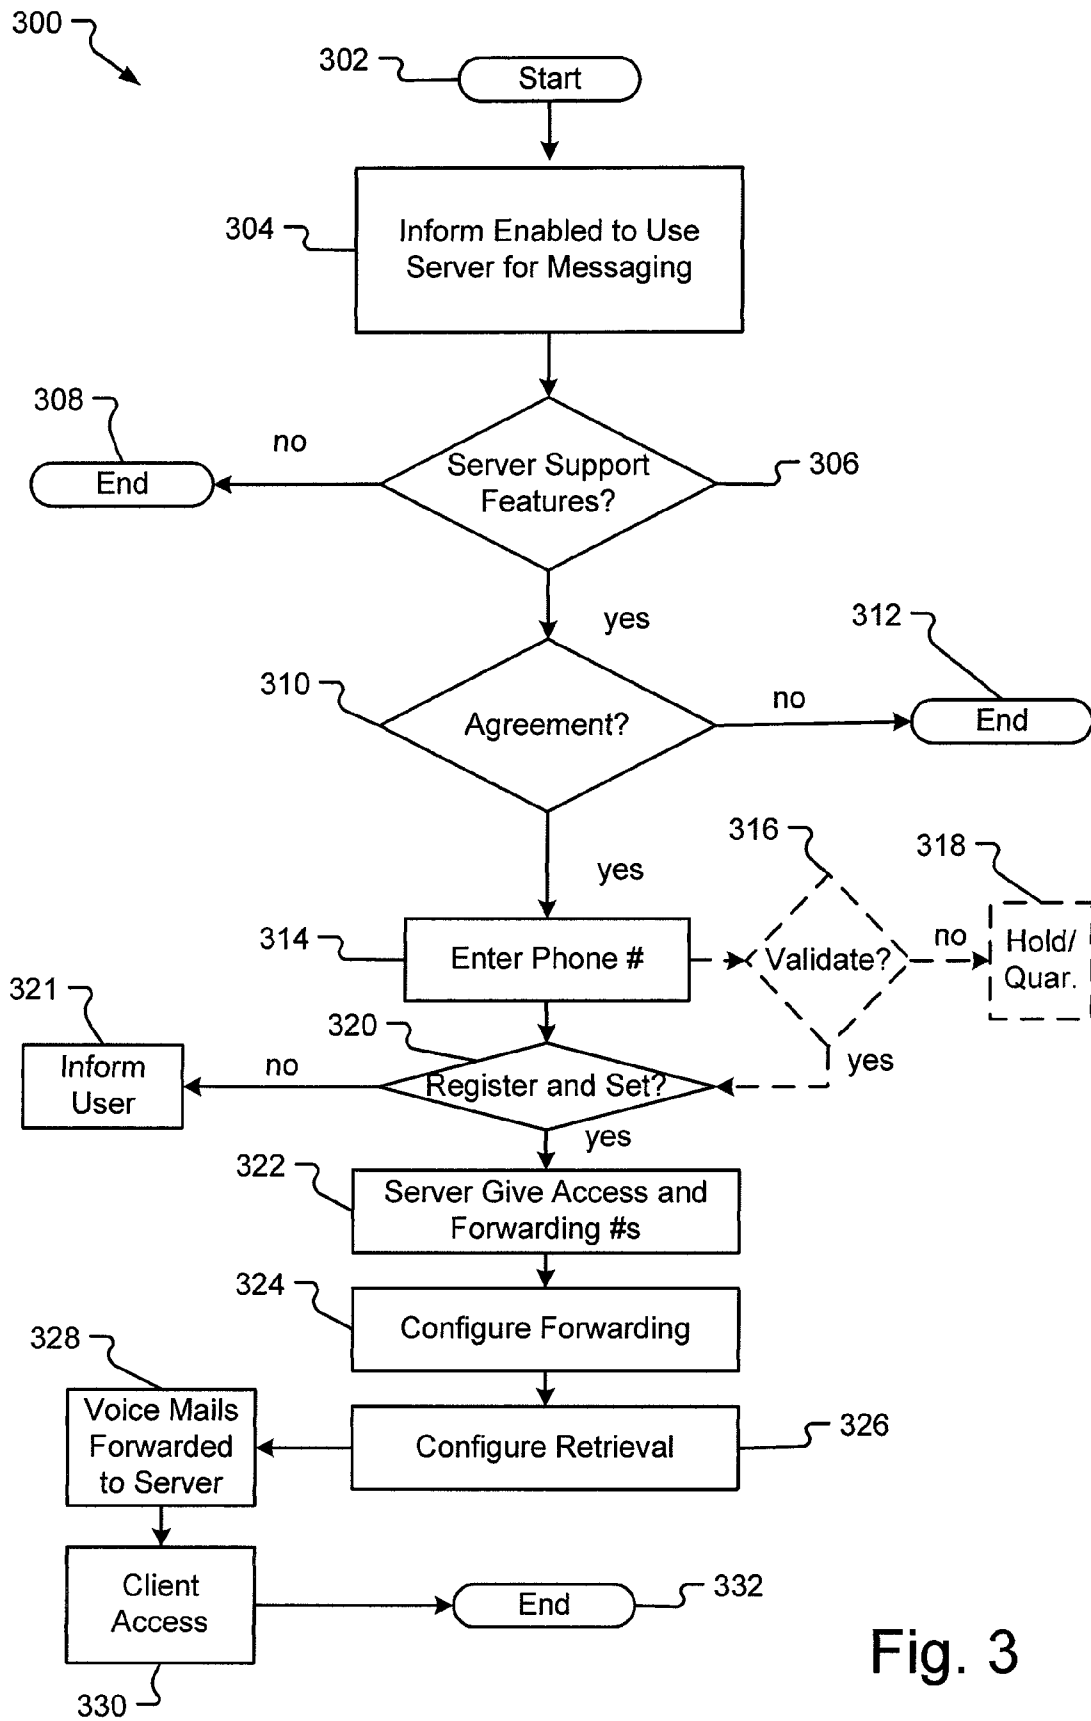 300
302
Start
304
Inform Enabled to Use
Server for Messaging
308
no
End
Server Support
Features?
306
yes
312
310
Agreement?
no
End
316
318
yes
314
Enter Phone #
Validate?
no
Hold/
Quar.
321
320
yes
Inform
User
no
Register and Set?
yes
322
Server Give Access and
Forwarding #s
324
Configure Forwarding
328
Voice Mails
Forwarded
to Server
Configure Retrieval
326
Client
Access
End
332
330
Fig. 3